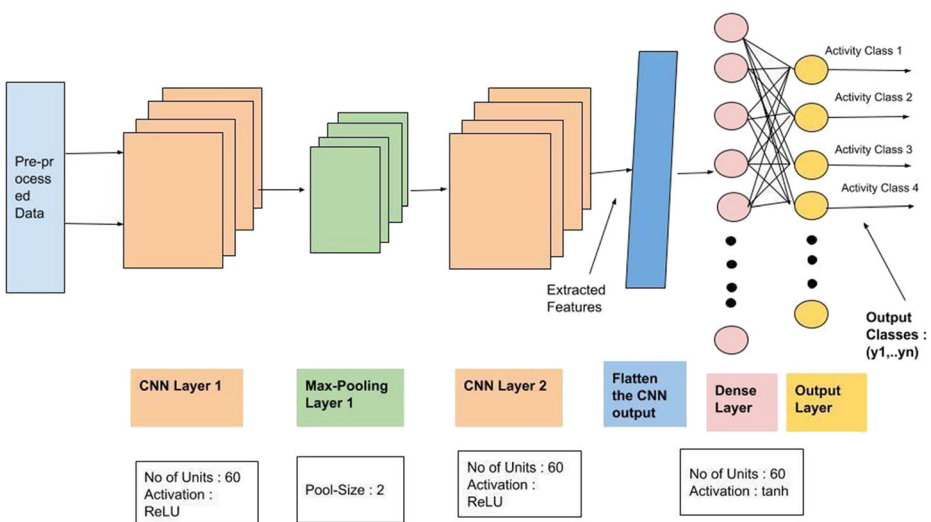 Pre-pr
ocess
ed
Data
Extracted
Features
Activity Class 1
Activity Class 2
Activity Class 3
Activity Class 4
Output
Classes :
(y1,..yn)
CNN Layer 1
Max-Pooling
Layer 1
CNN Layer 2
Flatten
the CNN
output
Dense
Layer
Output
Layer
No of Units : 60
Activation :
ReLU
Pool-Size : 2
No of Units : 60
Activation :
ReLU
No of Units : 60
Activation : tanh